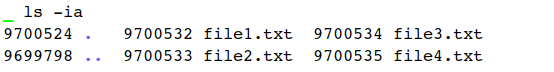 _ ls -ia
9700524 . 9700532 file1.txt 9700534 file3.txt
9699798 .. 9700533 file2.txt 9700535 file4.txt